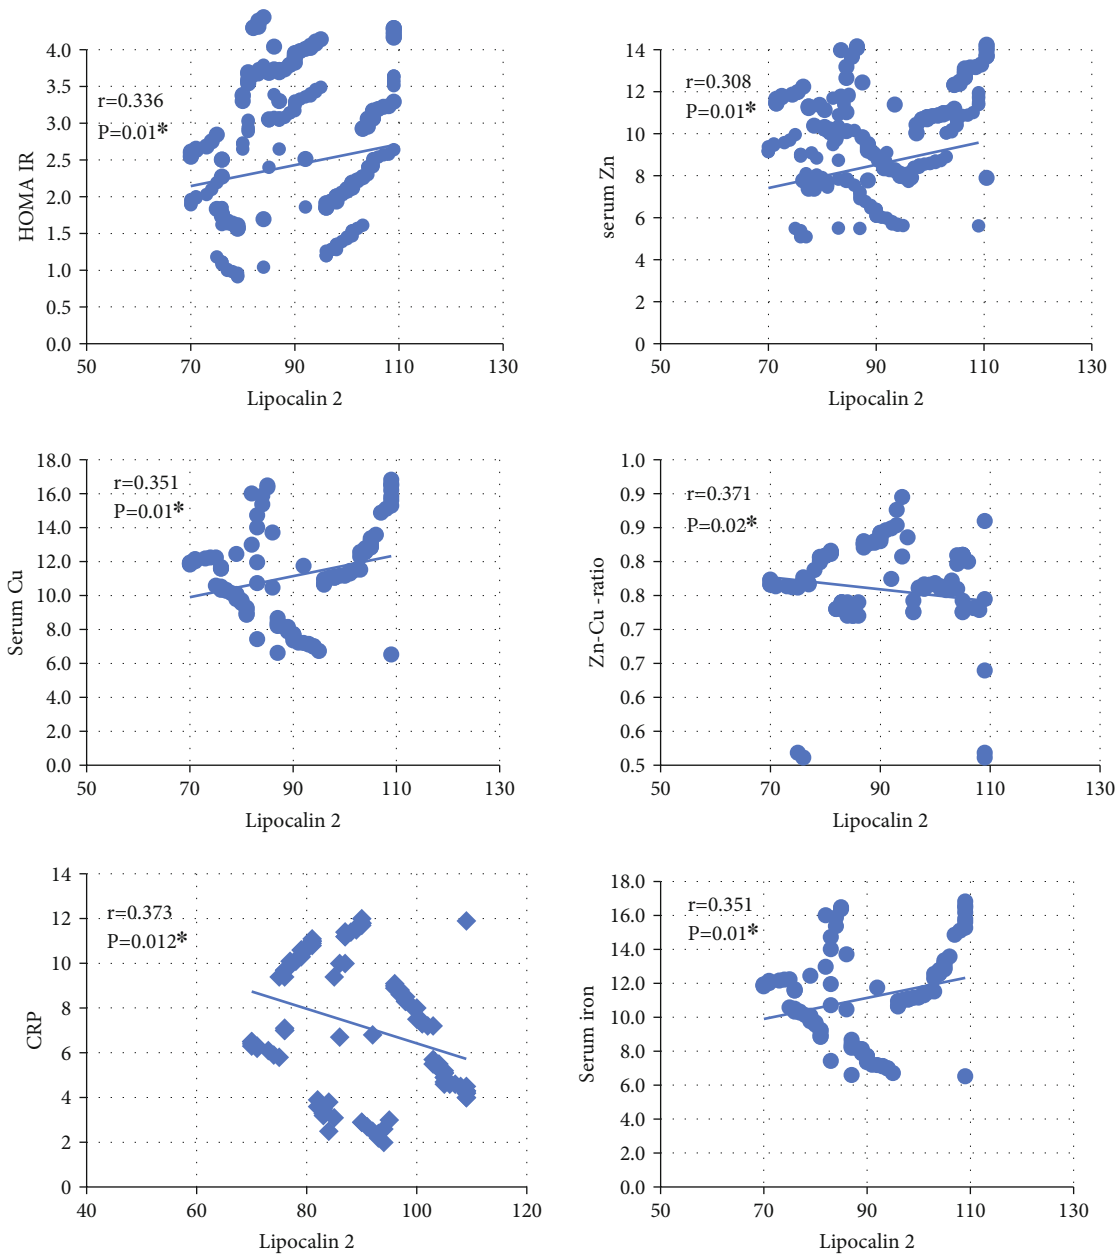 4.0
3.5
3.0
2.5
2.0
1.5
1.0
0.5
0.0
HOMA IR
r=0.336
P=0.01*
50 70 90 110 130
Lipocalin 2
14
12
10
8
6
4
2
0
serum Zn
r=0.308
P=0.01*
50 70 90 110 130
Lipocalin 2
18.0
16.0
14.0
12.0
10.0
8.0
6.0
4.0
2.0
0.0
Serum Cu
r=0.351
P=0.01*
50 70 90 110 130
Lipocalin 2
1.0
0.9
0.9
0.8
0.8
0.7
0.7
0.6
0.6
0.5
Zn-Cu -ratio
r=0.371
P=0.02*
50 70 90 110 130
Lipocalin 2
14
12
10
8
6
4
2
0
CRP
r=0.373
P=0.012*
40 60 80 100 120
Lipocalin 2
18.0
16.0
14.0
12.0
10.0
8.0
6.0
4.0
2.0
0.0
Serum iron
r=0.351
P=0.01*
50 70 90 110 130
Lipocalin 2